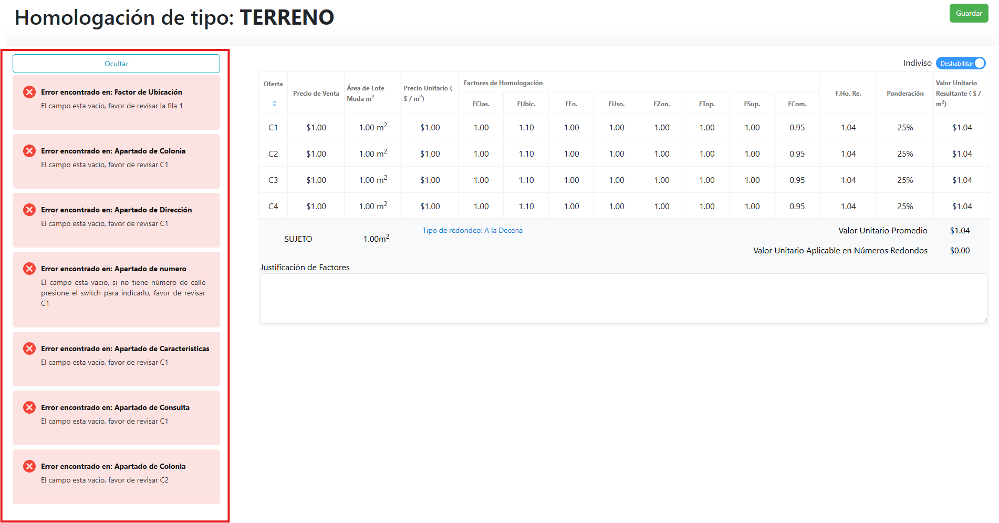 Homologación de tipo: TERRENO
Guardar
Ocultar
Error encontrado en: Factor de Ubicación
El campo esta vacio, favor de revisar la fila 1
Error encontrado en: Apartado de Colonia
El campo esta vacio, favor de revisar C1
Error encontrado en: Apartado de Dirección
El campo esta vacio, favor de revisar C1
Error encontrado en: Apartado de numero
El campo esta vacio, si no tiene número de calle
presione el switch para indicarlo, favor de revisar
C1
Error encontrado en: Apartado de Caracteristicas
El campo esta vacio, favor de revisar C1
Error encontrado en: Apartado de Consulta
El campo esta vacio, favor de revisar C1
Error encontrado en: Apartado de Colonia
El campo esta vacio, favor de revisar C2
Indiviso Deshabilitar
Oferta Precio de Venta Área de Lote Moda m² Precio Unitario ( $ / m²) Factores de Homologación F.Ho. Re. Ponderación Valor Unitario Resultante ( $ / m²)
FClas. FUbic. FFo. FUso. FZon. FTop. FSup. FCom.
C1 $1.00 1.00 m² $1.00 1.00 1.10 1.00 1.00 1.00 1.00 1.00 0.95 1.04 25% $1.04
C2 $1.00 1.00 m² $1.00 1.00 1.10 1.00 1.00 1.00 1.00 1.00 0.95 1.04 25% $1.04
C3 $1.00 1.00 m² $1.00 1.00 1.10 1.00 1.00 1.00 1.00 1.00 0.95 1.04 25% $1.04
C4 $1.00 1.00 m² $1.00 1.00 1.10 1.00 1.00 1.00 1.00 1.00 0.95 1.04 25% $1.04
SUJETO 1.00m² Tipo de redondeo: A la Decena Valor Unitario Promedio $1.04
Valor Unitario Aplicable en Números Redondos $0.00
Justificación de Factores